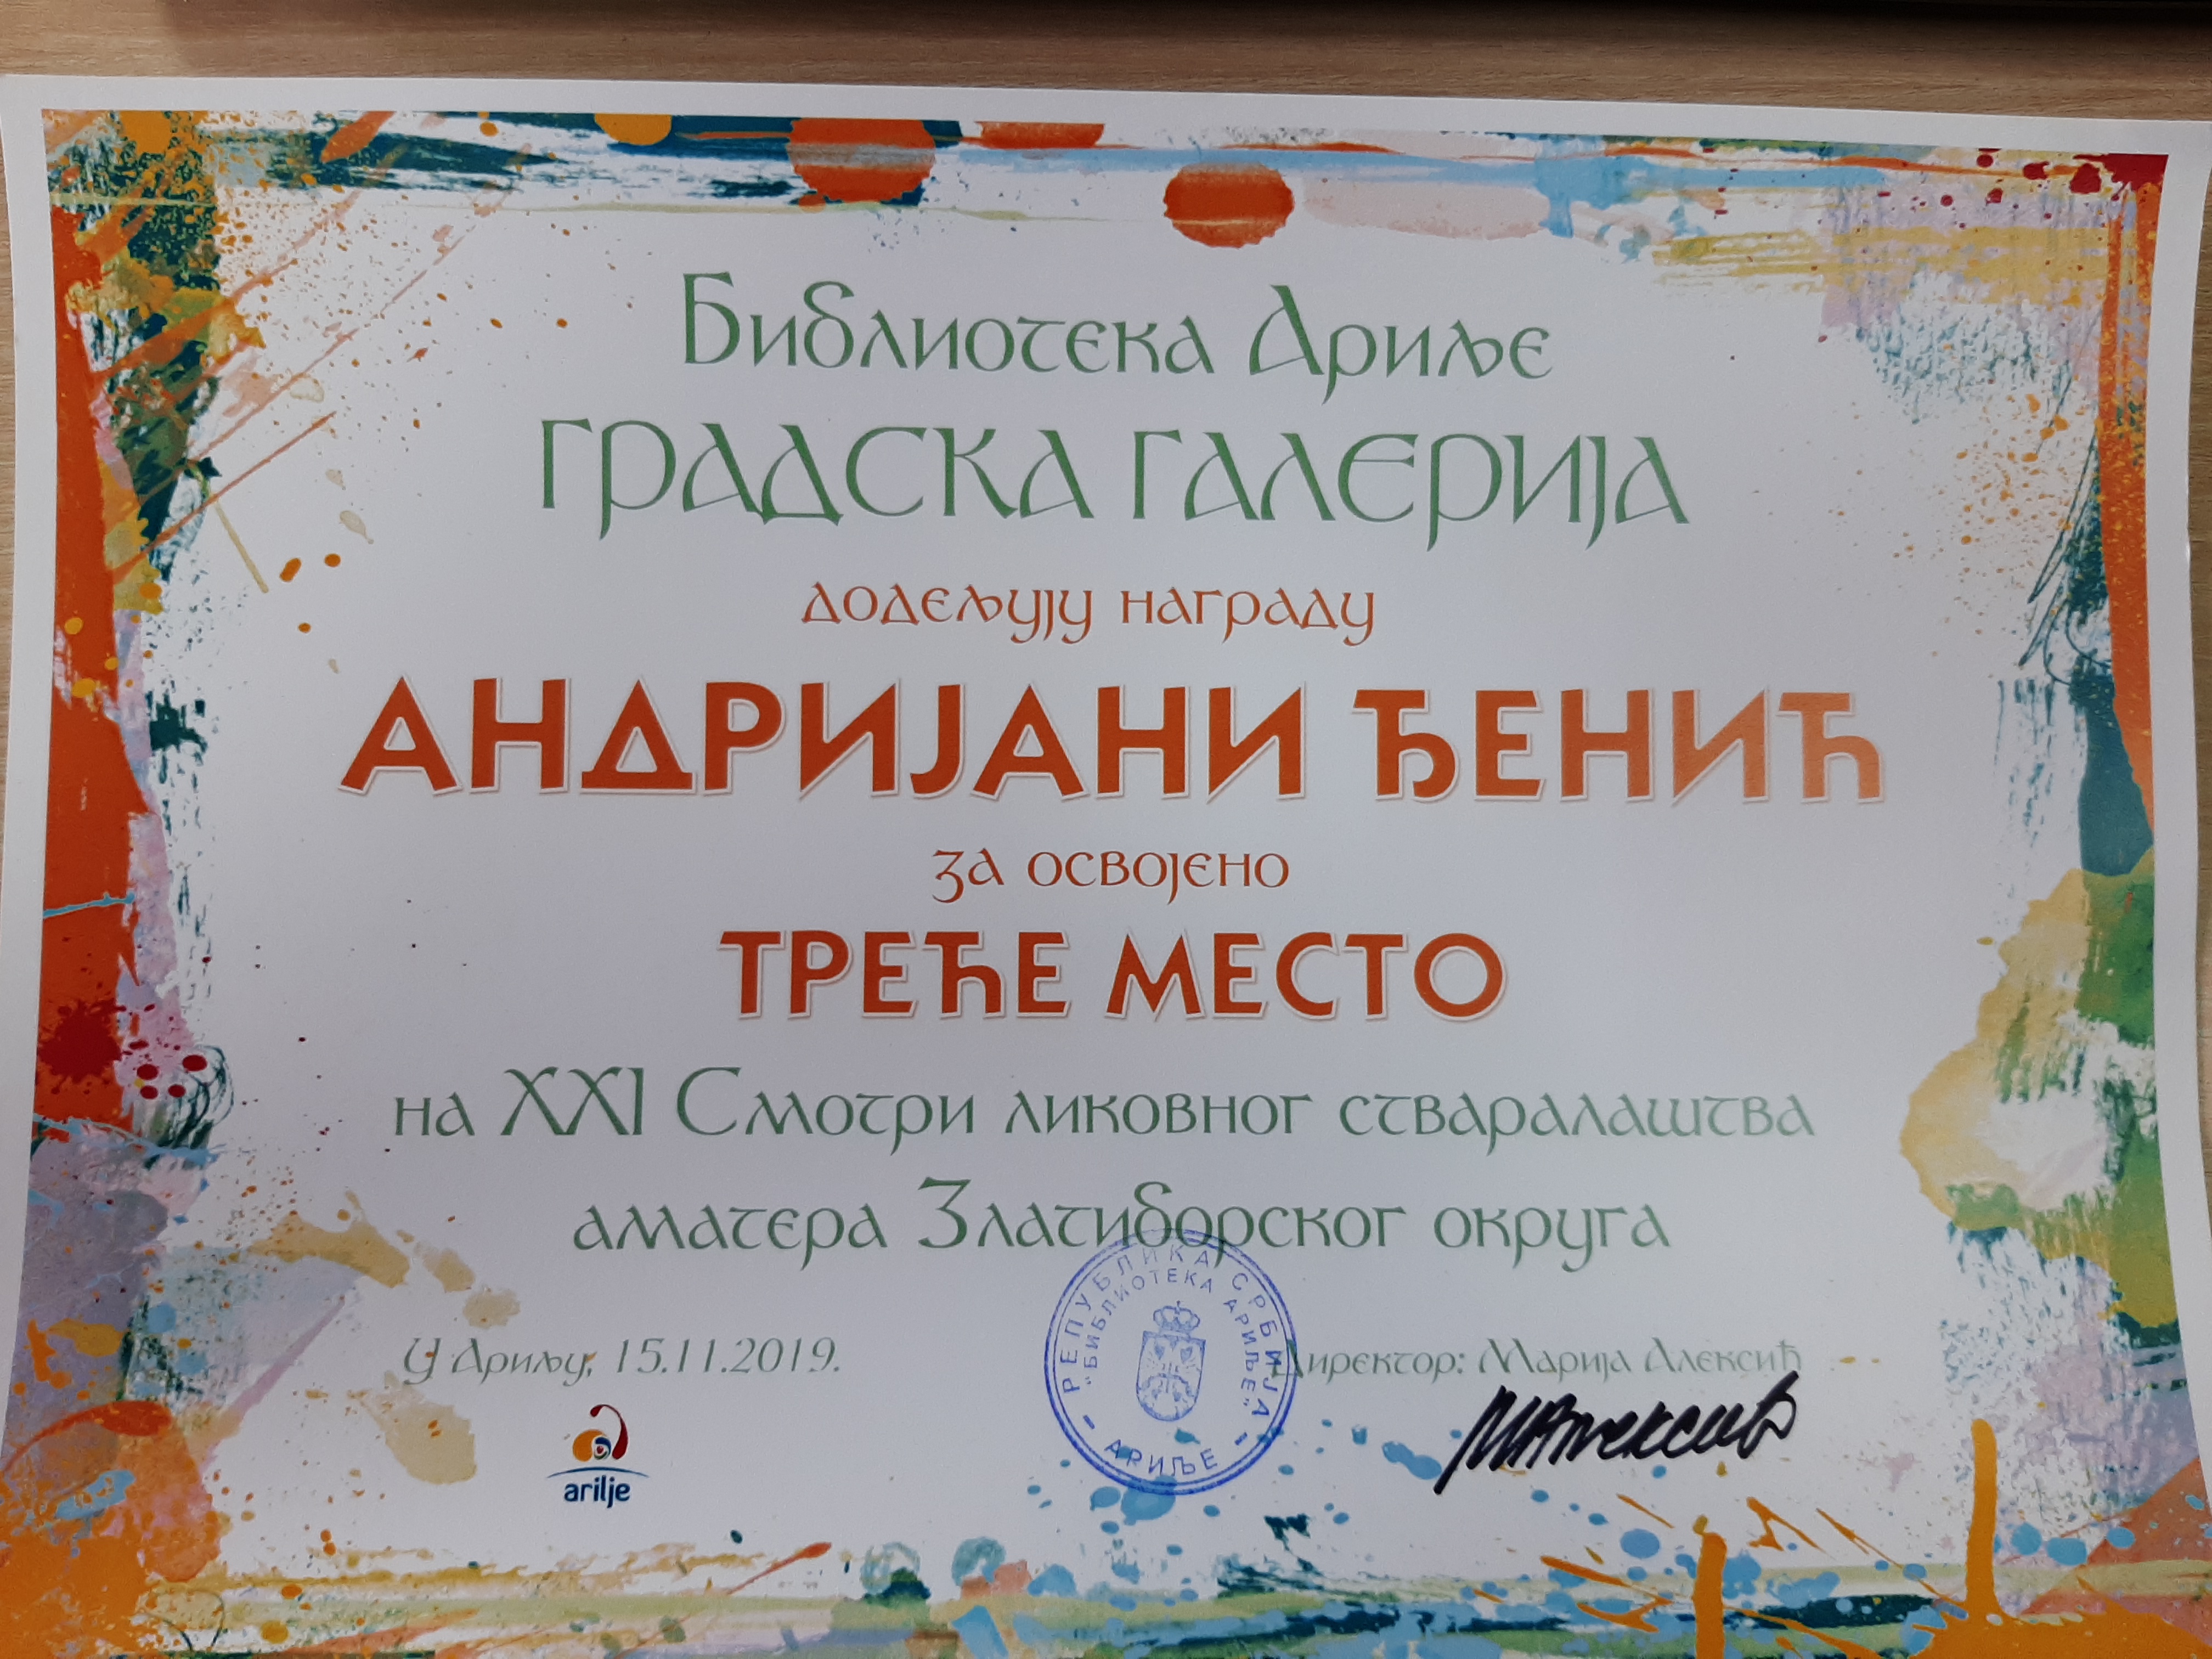 Библиотека Ариље
ГРАДСКА ГАЛЕРИЈА
додељују награду
АНДРИЈАНИ ЂЕНИЋ
за освојено
ТРЕЋЕ МЕСТО
на XXI Смотри ликовног стваралаштва
аматера Златиборског округа
У Ариљу, 15.11.2019.
Директор: Марија Алексић
РЕПУБЛИКА СРБИЈА
"БИБЛИОТЕКА АРИЉЕ"
- АРИЉЕ -
МАлексић
arilje